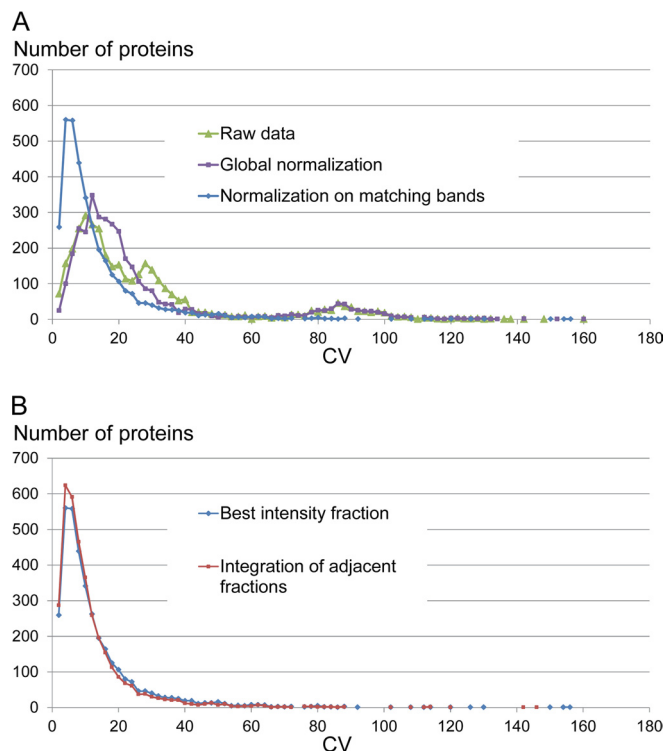 A
Number of proteins
700
600
500
400
300
200
100
0
Raw data
Global normalization
Normalization on matching bands
0 20 40 60 80 100 120 140 160 180
CV
B
Number of proteins
700
600
500
400
300
200
100
0
Best intensity fraction
Integration of adjacent
fractions
0 20 40 60 80 100 120 140 160 180
CV